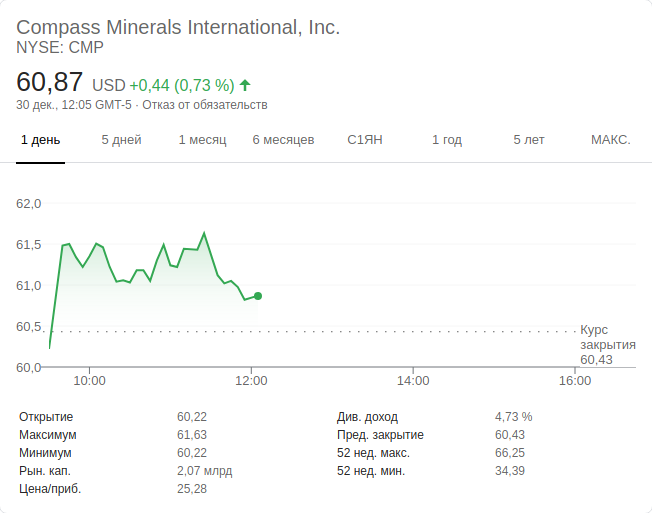 Compass Minerals International, Inc.
NYSE: CMP
60,87 USD +0,44 (0,73 %)
30 дек., 12:05 GMT-5 · Отказ от обязательств
1 день 5 дней 1 месяц 6 месяцев С1ЯН 1 год 5 лет МАКС.
62,0
61,5
61,0
60,5
60,0
Курс
закрытия
60,43
10:00 12:00 14:00 16:00
Открытие 60,22 Див. доход 4,73 %
Максимум 61,63 Пред. закрытие 60,43
Минимум 60,22 52 нед. макс. 66,25
Рын. кап. 2,07 млрд 52 нед. мин. 34,39
Цена/приб. 25,28